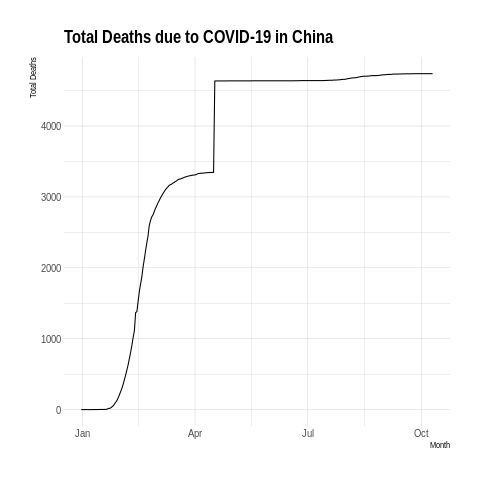 Total Deaths due to COVID-19 in China
Total Deaths
4000
3000
2000
1000
0
Jan Apr Jul Oct
Month